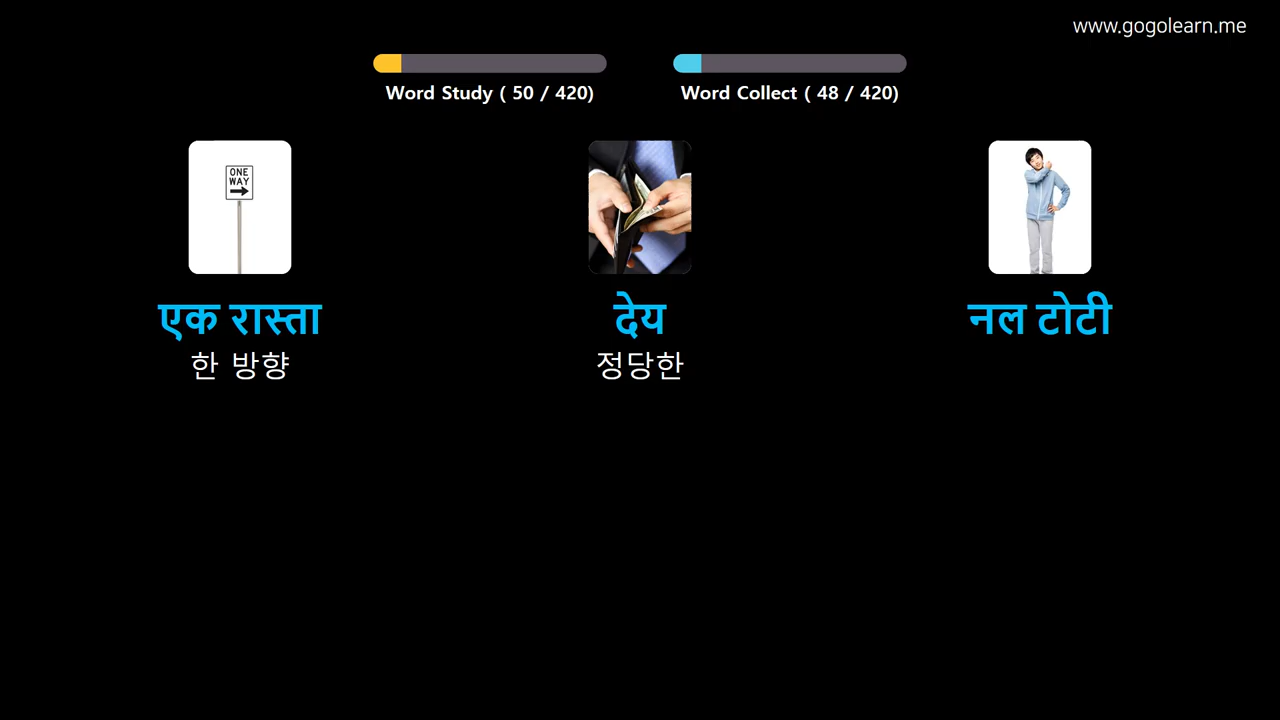 www.gogolearn.me
Word Study ( 50 / 420)
Word Collect ( 48 / 420)
ONE
WAY
एक रास्ता
देय
नल टोटी
한 방향
정당한